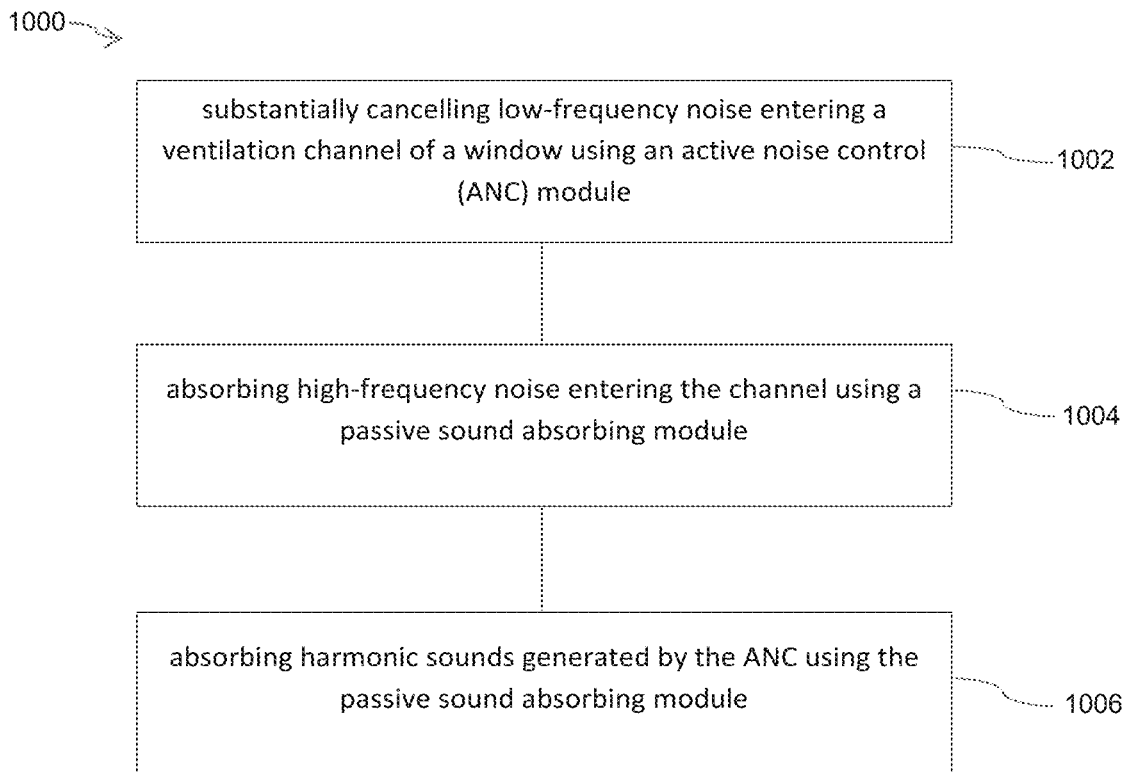 1000
substantially cancelling low-frequency noise entering a
ventilation channel of a window using an active noise control
(ANC) module
1002
absorbing high-frequency noise entering the channel using a
passive sound absorbing module
1004
absorbing harmonic sounds generated by the ANC using the
passive sound absorbing module
1006